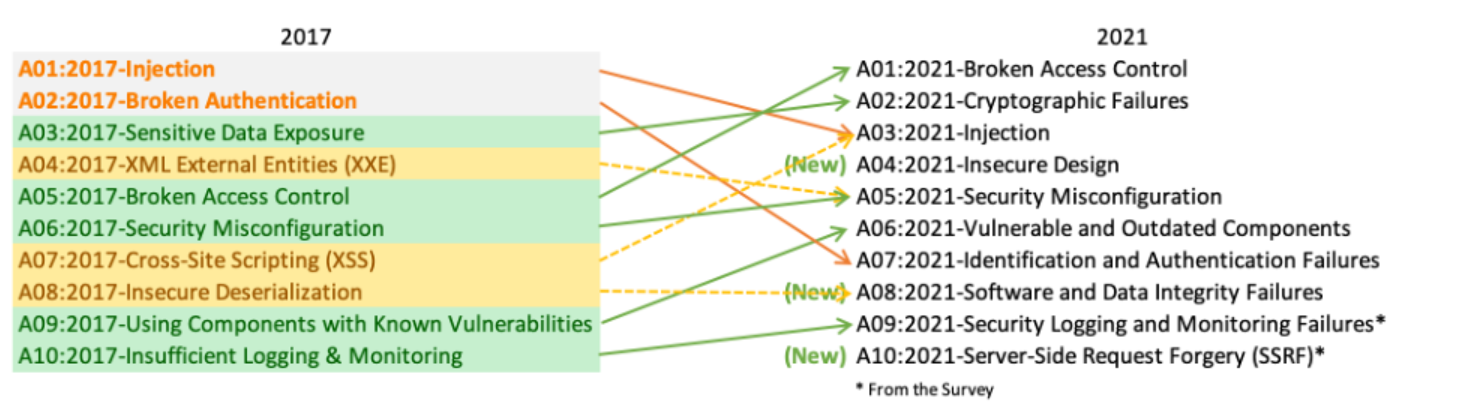 2017 2021
A01:2017-Injection A01:2021-Broken Access Control
A02:2017-Broken Authentication A02:2021-Cryptographic Failures
A03:2017-Sensitive Data Exposure A03:2021-Injection
A04:2017-XML External Entities (XXE) (New) A04:2021-Insecure Design
A05:2017-Broken Access Control A05:2021-Security Misconfiguration
A06:2017-Security Misconfiguration A06:2021-Vulnerable and Outdated Components
A07:2017-Cross-Site Scripting (XSS) A07:2021-Identification and Authentication Failures
A08:2017-Insecure Deserialization (New) A08:2021-Software and Data Integrity Failures
A09:2017-Using Components with Known Vulnerabilities A09:2021-Security Logging and Monitoring Failures*
A10:2017-Insufficient Logging & Monitoring (New) A10:2021-Server-Side Request Forgery (SSRF)*
* From the Survey